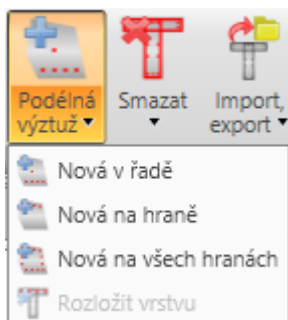 Podélná
výztuž
Smazat
Import,
export
Nová v řadě
Nová na hraně
Nová na všech hranách
Rozložit vrstvu